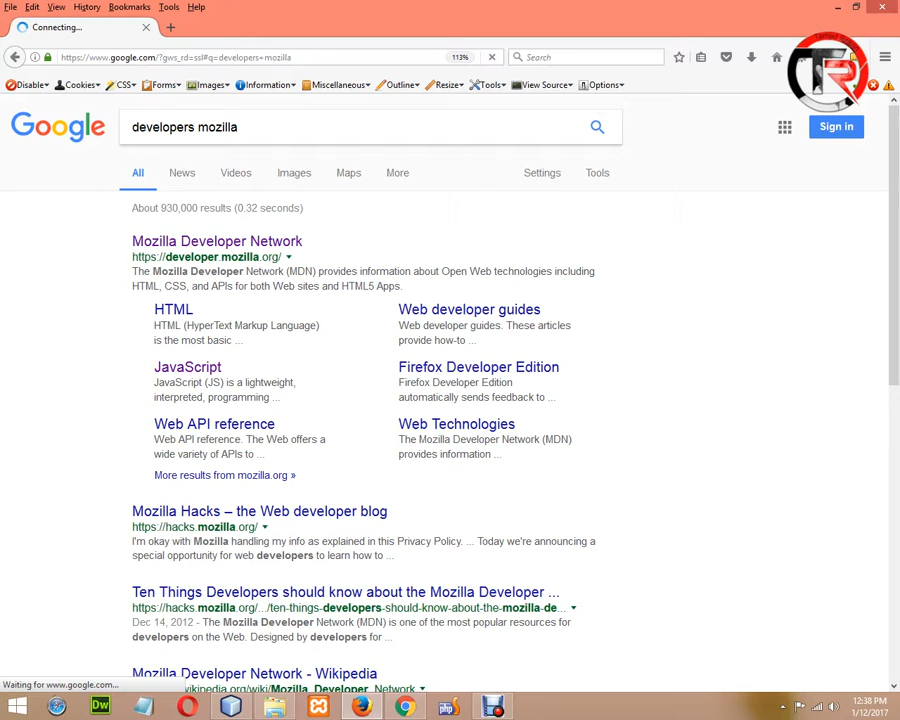 File Edit View History Bookmarks Tools Help
Connecting...
https://www.google.com/?gws_rd=ssl#q=developers+mozilla
113%
Search
Disable Cookies CSS Forms Images Information Miscellaneous Outline Resize Tools View Source Options
Google
developers mozilla
Sign in
All News Videos Images Maps More Settings Tools
About 930,000 results (0.32 seconds)
Mozilla Developer Network
https://developer.mozilla.org/
The Mozilla Developer Network (MDN) provides information about Open Web technologies including
HTML, CSS, and APIs for both Web sites and HTML5 Apps.
HTML
HTML (HyperText Markup Language)
is the most basic ...
Web developer guides
Web developer guides. These articles
provide how-to ...
JavaScript
JavaScript (JS) is a lightweight,
interpreted, programming ...
Firefox Developer Edition
Firefox Developer Edition
automatically sends feedback to ...
Web API reference
Web API reference. The Web offers a
wide variety of APIs to ...
Web Technologies
The Mozilla Developer Network (MDN)
provides information ...
More results from mozilla.org »
Mozilla Hacks – the Web developer blog
https://hacks.mozilla.org/
I'm okay with Mozilla handling my info as explained in this Privacy Policy. ... Today we're announcing a
special opportunity for web developers to learn how to ...
Ten Things Developers should know about the Mozilla Developer ...
https://hacks.mozilla.org/.../ten-things-developers-should-know-about-the-mozilla-de...
Dec 14, 2012 - The Mozilla Developer Network (MDN) is one of the most popular resources for
developers on the Web. Designed by developers for ...
Mozilla Developer Network - Wikipedia
wikipedia.org/wiki/Mozilla_Developer_Network
Waiting for www.google.com...
Dw
php
12:38 PM
1/12/2017